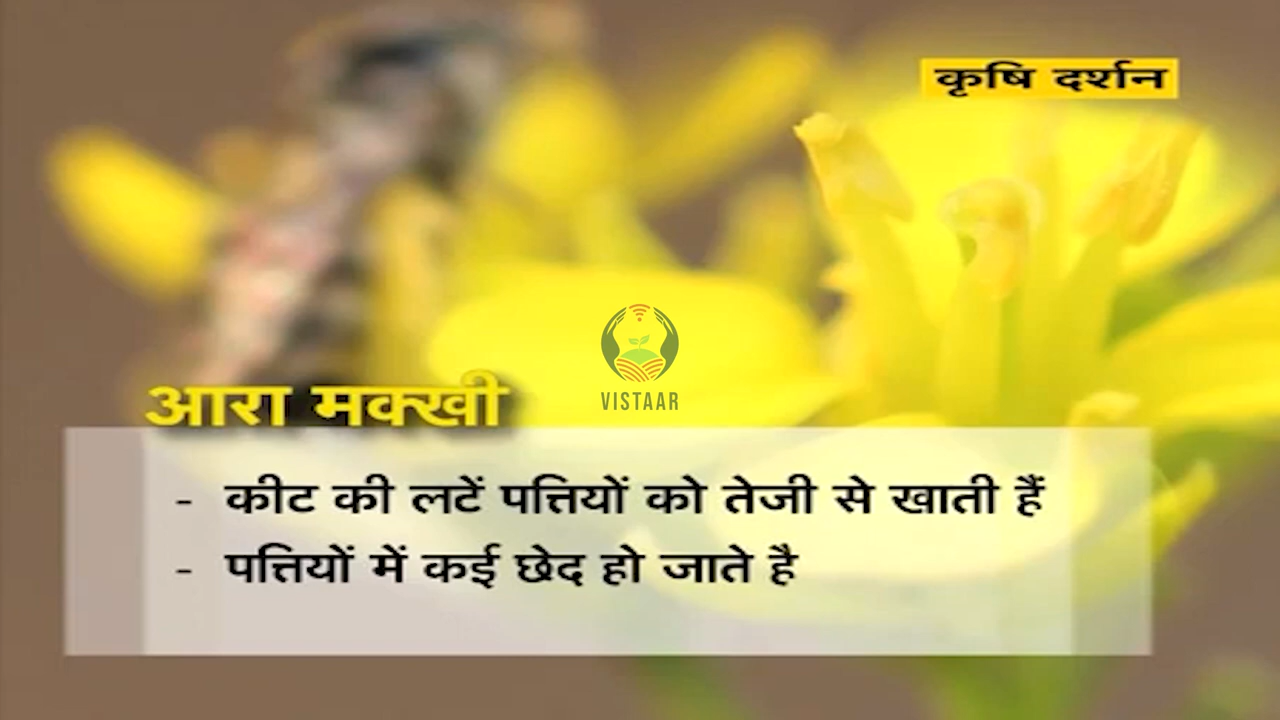 कृषि दर्शन
VISTAAR
आरा मक्खी
- कीट की लटें पत्तियों को तेजी से खाती हैं
- पत्तियों में कई छेद हो जाते है